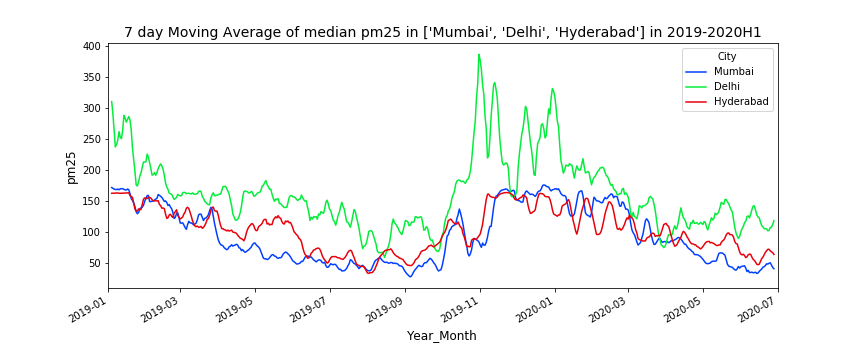 7 day Moving Average of median pm25 in ['Mumbai', 'Delhi', 'Hyderabad'] in 2019-2020H1
400
350
300
250
200
150
100
50
pm25
City
Mumbai
Delhi
Hyderabad
2019-01
2019-03
2019-05
2019-07
2019-09
2019-11
2020-01
2020-03
2020-05
2020-07
Year_Month